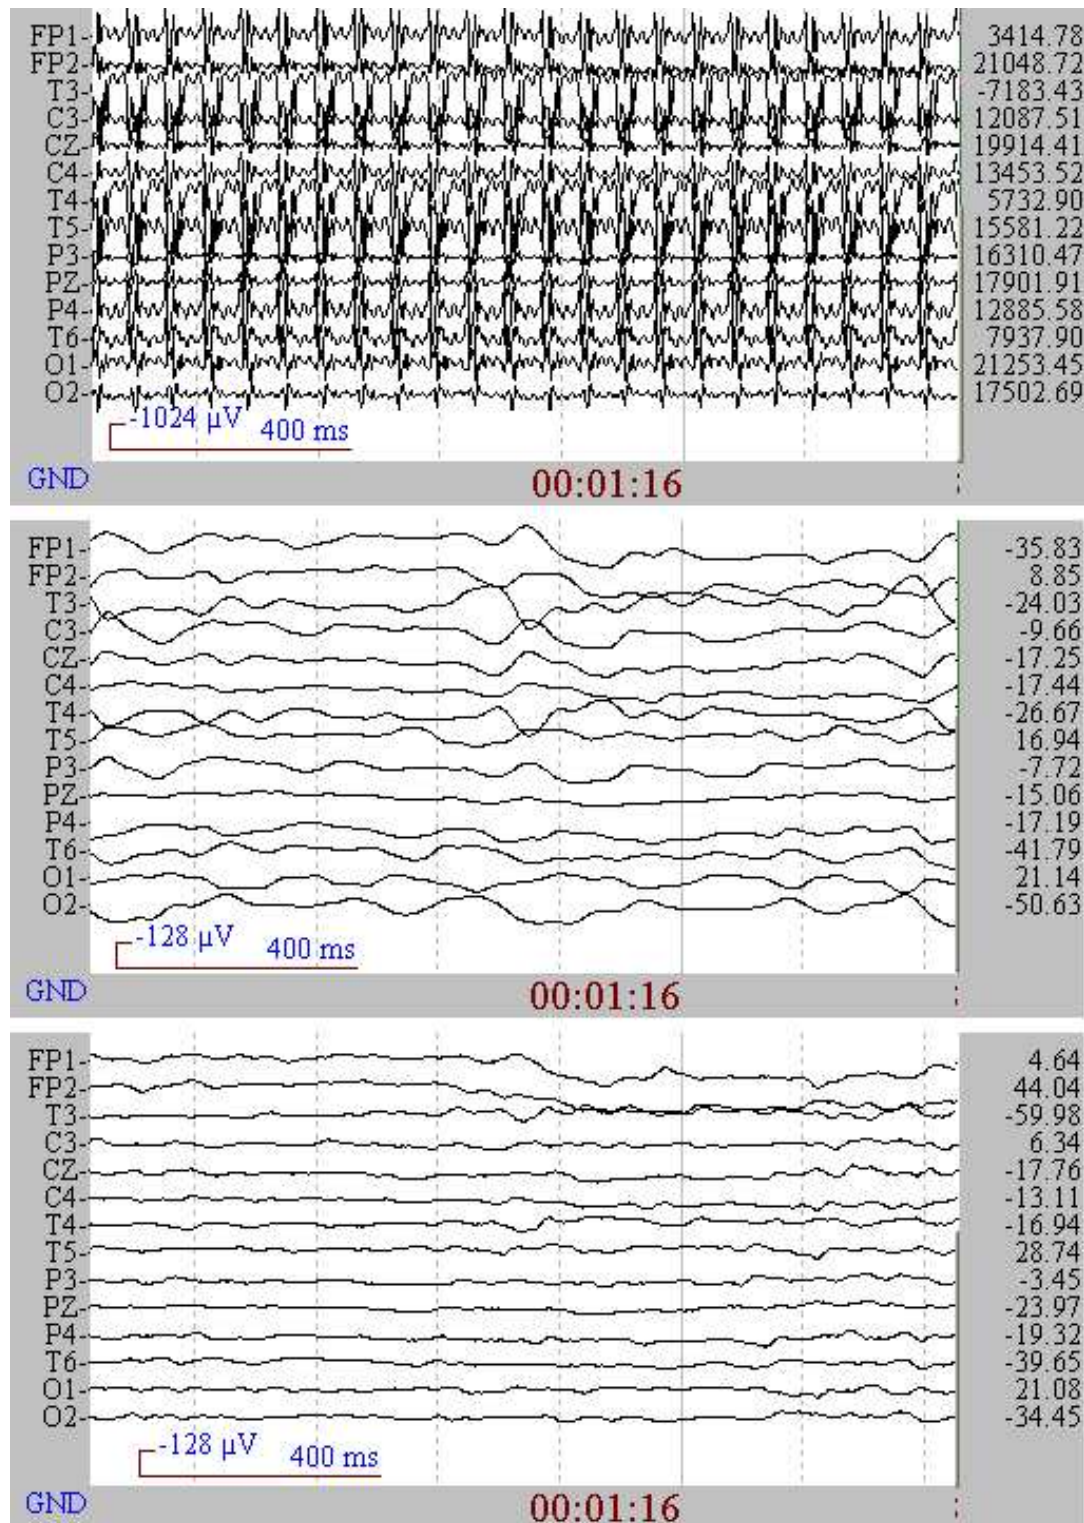 FP1- 3414.78
FP2- 21048.72
T3- -7183.43
C3- 12087.51
CZ- 19914.41
C4- 13453.52
T4- 5732.90
T5- 15581.22
P3- 16310.47
PZ- 17901.91
P4- 12885.58
T6- 7937.90
O1- 21253.45
O2- 17502.69
-1024 µV 400 ms
GND 00:01:16
FP1- -35.83
FP2- 8.85
T3- -24.03
C3- -9.66
CZ- -17.25
C4- -17.44
T4- -26.67
T5- 16.94
P3- -7.72
PZ- -15.06
P4- -17.19
T6- -41.79
O1- 21.14
O2- -50.63
-128 µV 400 ms
GND 00:01:16
FP1- 4.64
FP2- 44.04
T3- -59.98
C3- 6.34
CZ- -17.76
C4- -13.11
T4- -16.94
T5- 28.74
P3- -3.45
PZ- -23.97
P4- -19.32
T6- -39.65
O1- 21.08
O2- -34.45
-128 µV 400 ms
GND 00:01:16